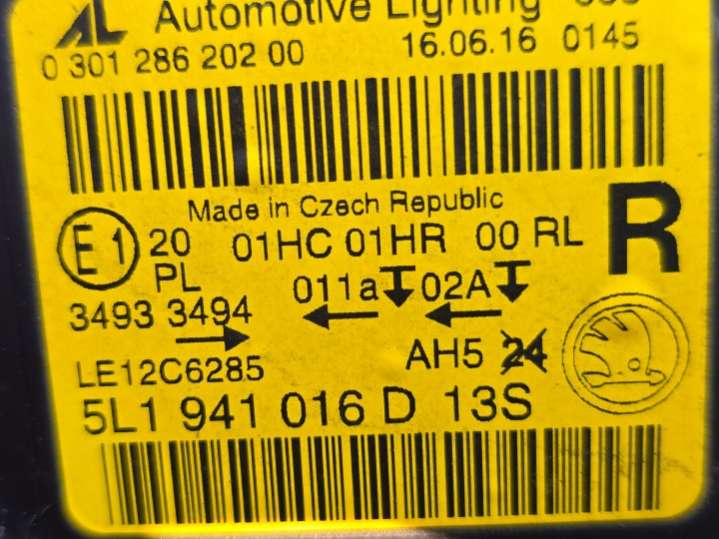 AL Automotive Lighting
0 301 286 202 00 16.06.16 0145
Made in Czech Republic
R
E1 20 01HC 01HR 00 RL
PL 011a 02A
3493 3494
LE12C6285 AH5 24
5L1 941 016 D 13S